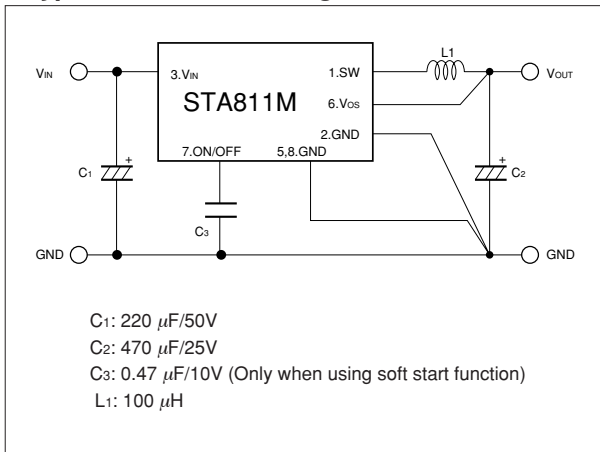 L1
VIN
3.VIN
1.SW
VOUT
STA811M
6.VOS
2.GND
7.ON/OFF
5,8.GND
C1
+
C2
+
C3
GND
GND
C1: 220 μF/50V
C2: 470 μF/25V
C3: 0.47 μF/10V (Only when using soft start function)
L1: 100 μH